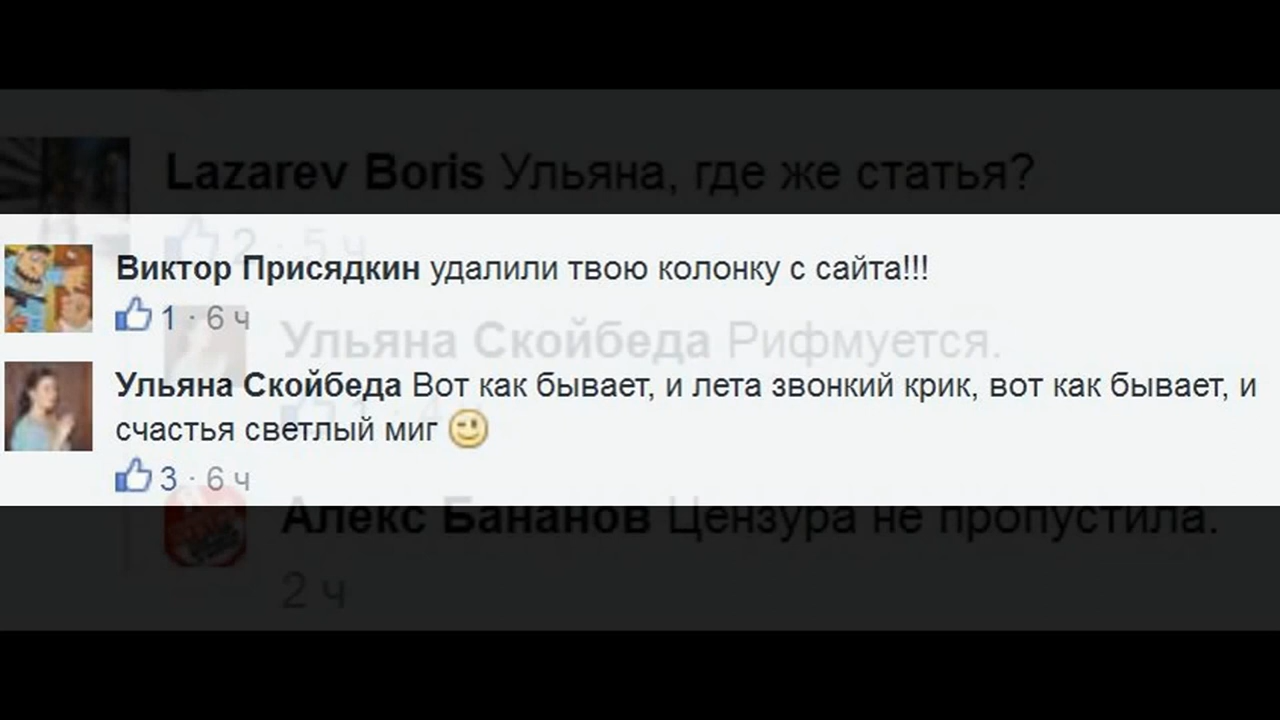 Lazarev Boris Ульяна, где же статья?
2 · 5 ч
Виктор Присядкин удалили твою колонку с сайта!!!
1 · 6 ч
Ульяна Скойбеда Рифмуется.
Ульяна Скойбеда Вот как бывает, и лета звонкий крик, вот как бывает, и
счастья светлый миг
3 · 6 ч
Алекс Бананов Цензура не пропустила.
2 ч